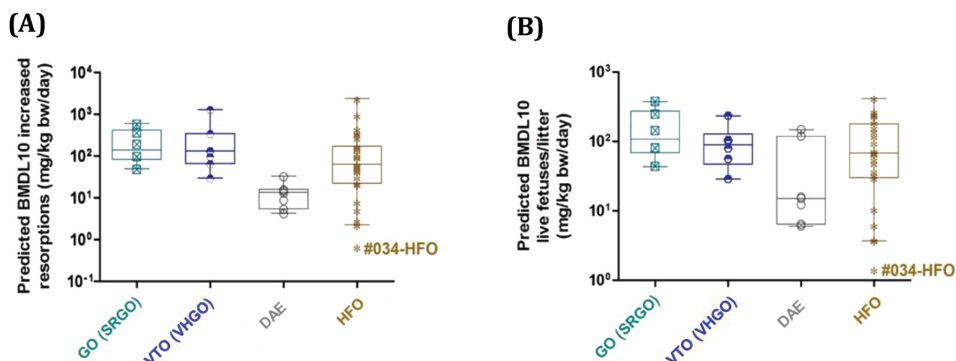 (A)
Predicted BMDL10 increased
resorptions (mg/kg bw/day)
10⁴
10³
10²
10¹
10⁰
10⁻¹
#034-HFO
GO (SRGO)
VTO (VHGO)
DAE
HFO
(B)
Predicted BMDL10
live fetuses/litter
(mg/kg bw/day)
10³
10²
10¹
10⁰
#034-HFO
GO (SRGO)
VTO (VHGO)
DAE
HFO